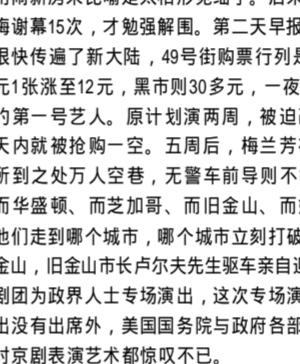 海谢幕15次，才勉强解围。第二天早报
很快传遍了新大陆，49号街购票行列是
元1张涨至12元，黑市则30多元，一夜
的第一号艺人。原计划演两周，被迫
天内就被抢购一空。五周后，梅兰芳
所到之处万人空巷，无警车前导则不
而华盛顿、而芝加哥、而旧金山、而
他们走到哪个城市，哪个城市立刻打破
金山，旧金山市长卢尔夫先生驱车亲自
剧团为政界人士专场演出，这次专场演
出没有出席外，美国国务院与政府各部
对京剧表演艺术都惊叹不已。